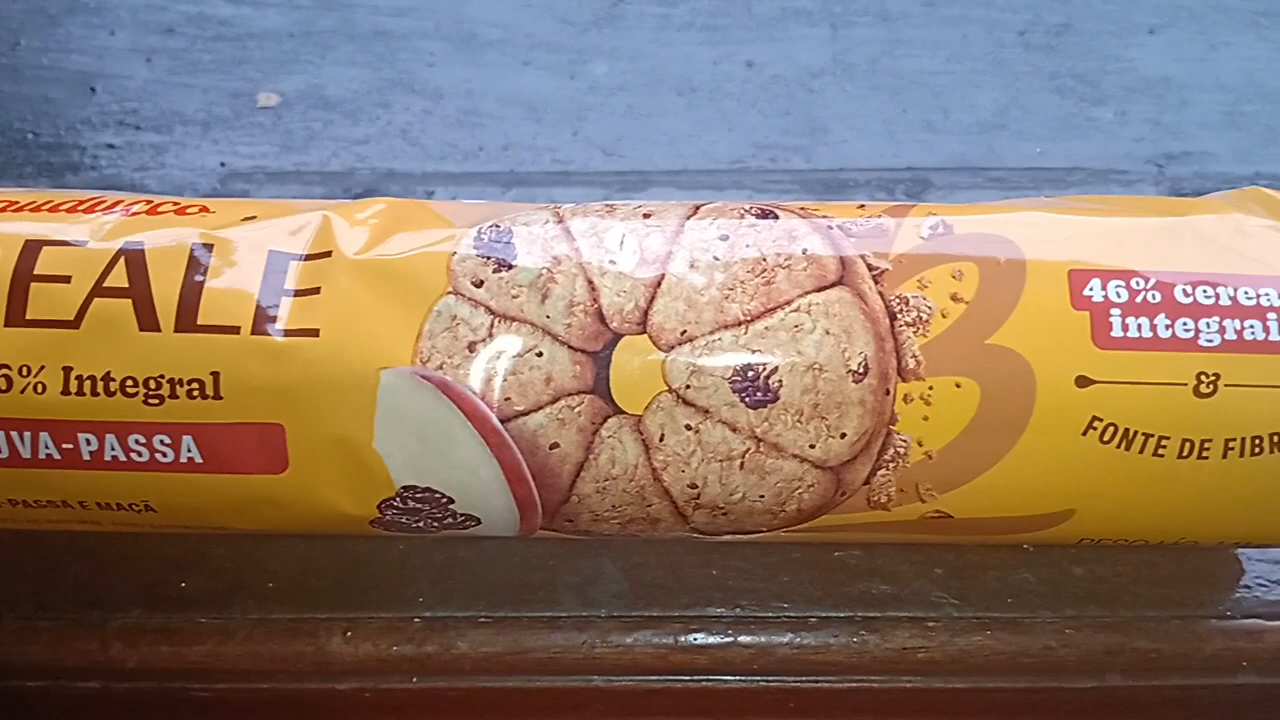 auducco
EALE
6% Integral
UVA-PASSA
-PASSA E MAÇÃ
46% cerea
integrai
&
FONTE DE FIBR